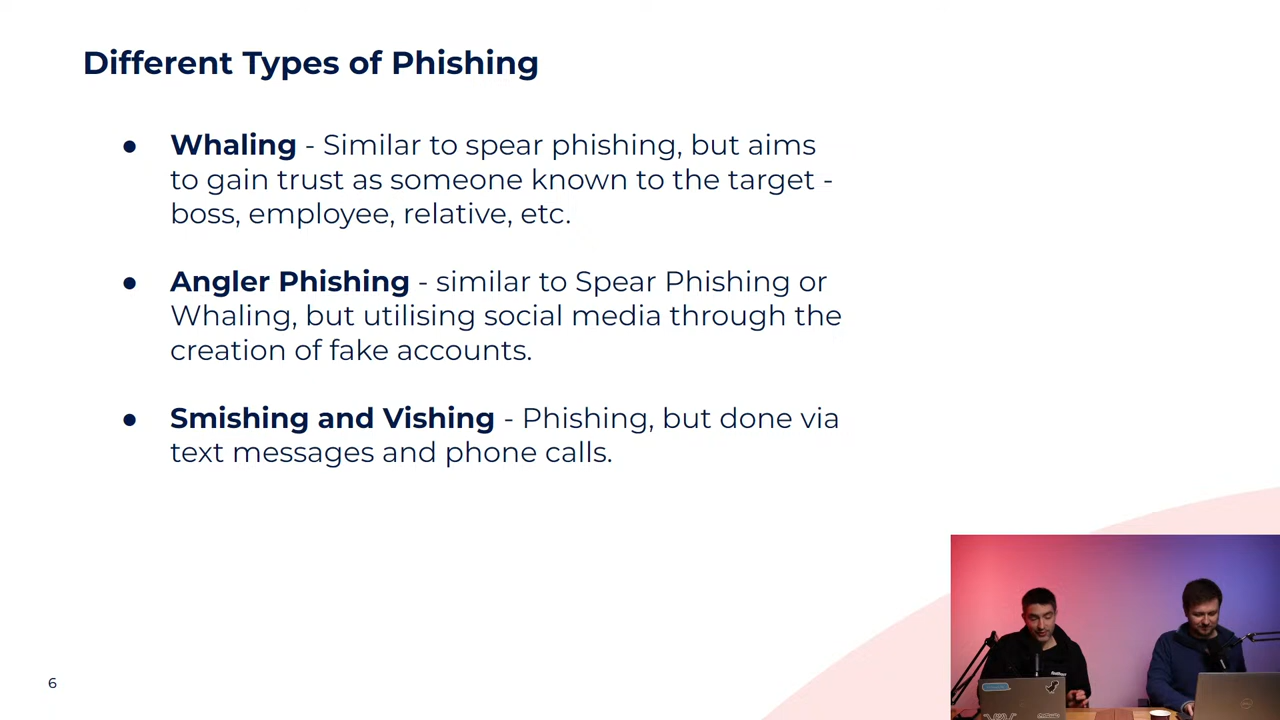 Different Types of Phishing
● Whaling - Similar to spear phishing, but aims
to gain trust as someone known to the target -
boss, employee, relative, etc.
● Angler Phishing - similar to Spear Phishing or
Whaling, but utilising social media through the
creation of fake accounts.
● Smishing and Vishing - Phishing, but done via
text messages and phone calls.
6